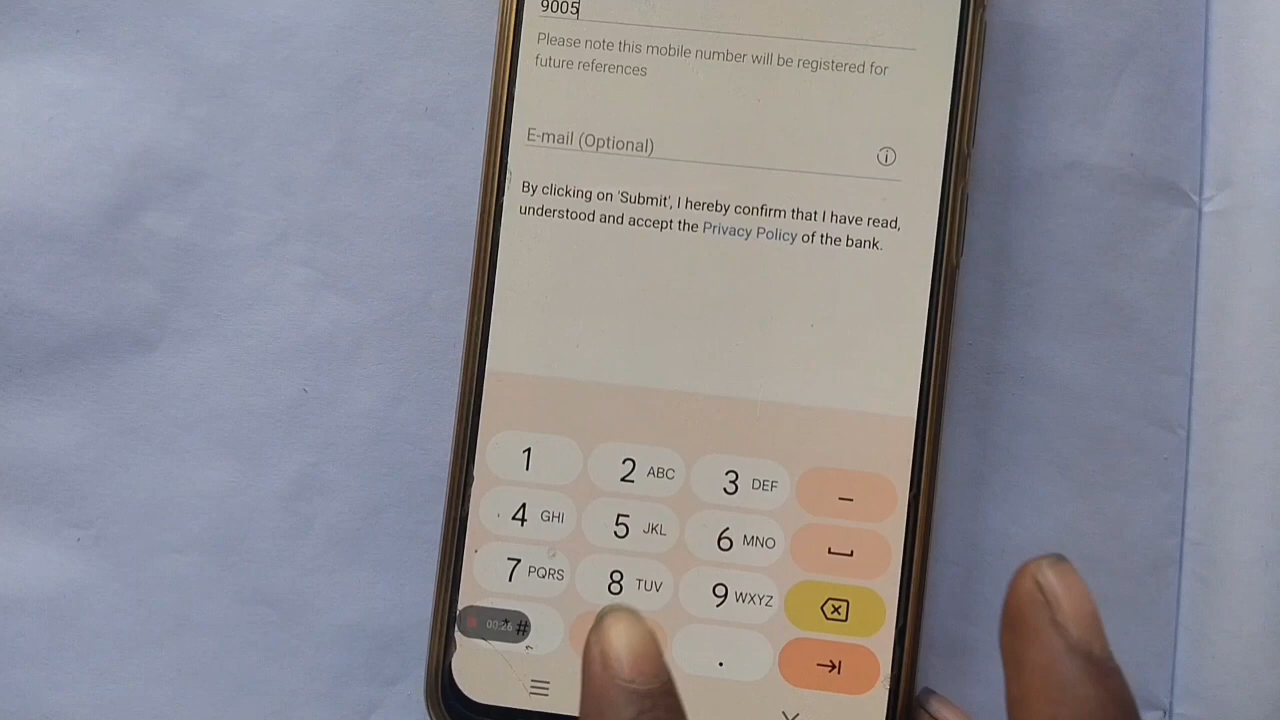 9005
Please note this mobile number will be registered for
future references
E-mail (Optional)
By clicking on 'Submit', I hereby confirm that I have read,
understood and accept the Privacy Policy of the bank.
1 2 ABC 3 DEF -
4 GHI 5 JKL 6 MNO
7 PQRS 8 TUV 9 WXYZ
00:26 *# .